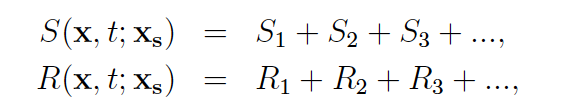 S(x, t; xₛ) = S₁ + S₂ + S₃ + ...,
R(x, t; xₛ) = R₁ + R₂ + R₃ + ...,